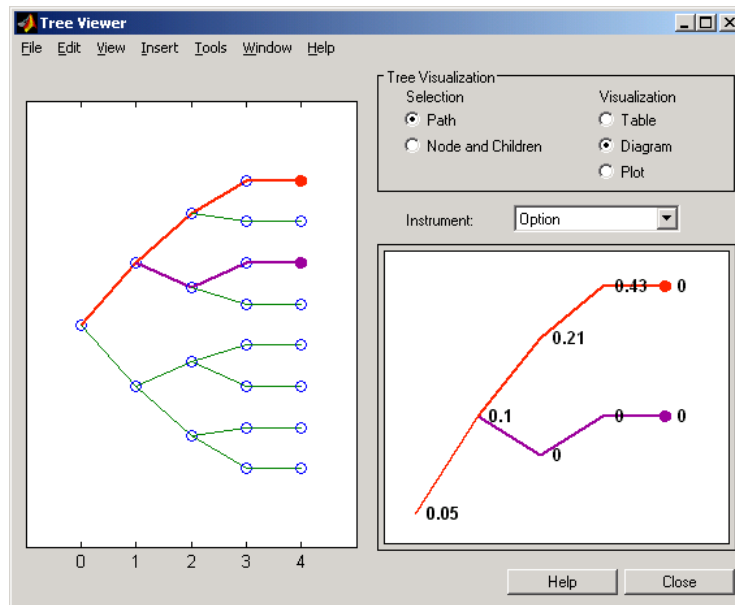 Tree Viewer
File Edit View Insert Tools Window Help
Tree Visualization
Selection Visualization
Path Table
Node and Children Diagram
Plot
Instrument: Option
0.43 0
0.21
0.1 0 0
0
0.05
0 1 2 3 4
Help Close